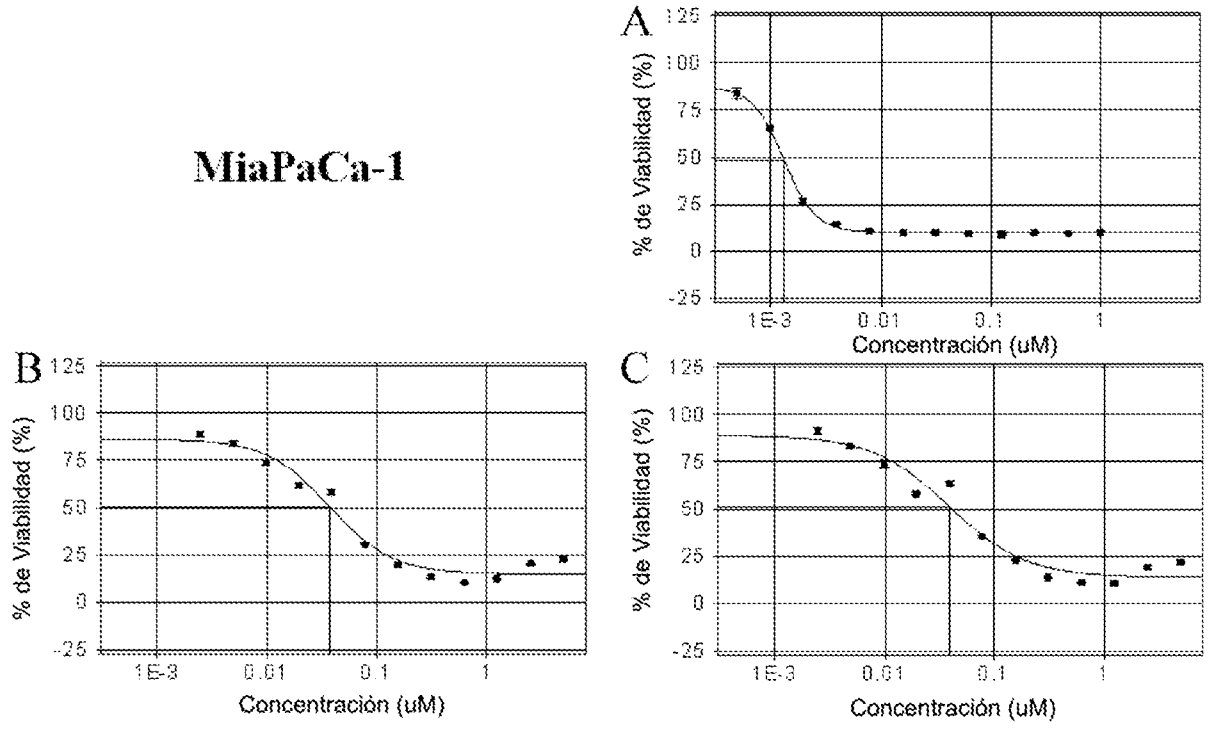 MiaPaCa-1
A
% de Viabilidad (%)
125
100
75
50
25
0
-25
1E-3 0.01 0.1 1
Concentración (uM)
B
% de Viabilidad (%)
125
100
75
50
25
0
-25
1E-3 0.01 0.1 1
Concentración (uM)
C
% de Viabilidad (%)
125
100
75
50
25
0
-25
1E-3 0.01 0.1 1
Concentración (uM)